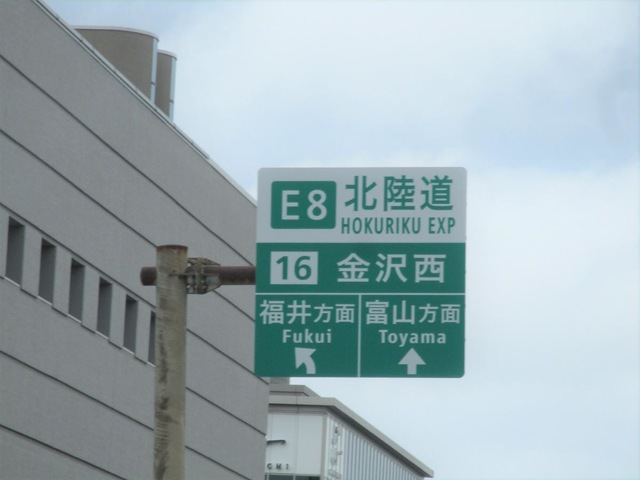 E8 北陸道
HOKURIKU EXP
16 金沢西
福井方面 富山方面
Fukui Toyama